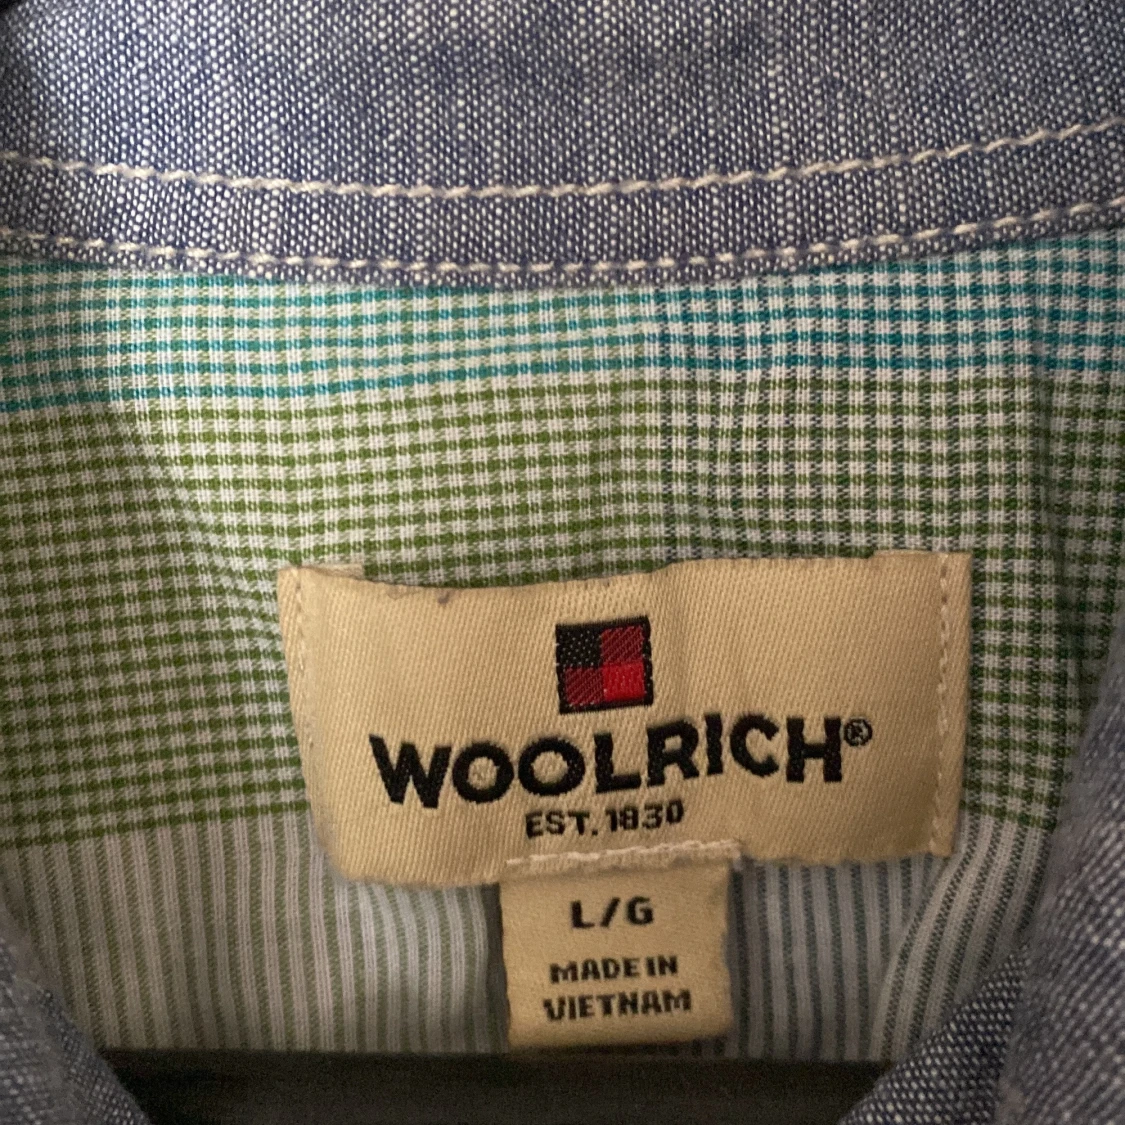 WOOLRICH®
EST. 1830
L/G
MADE IN
VIETNAM